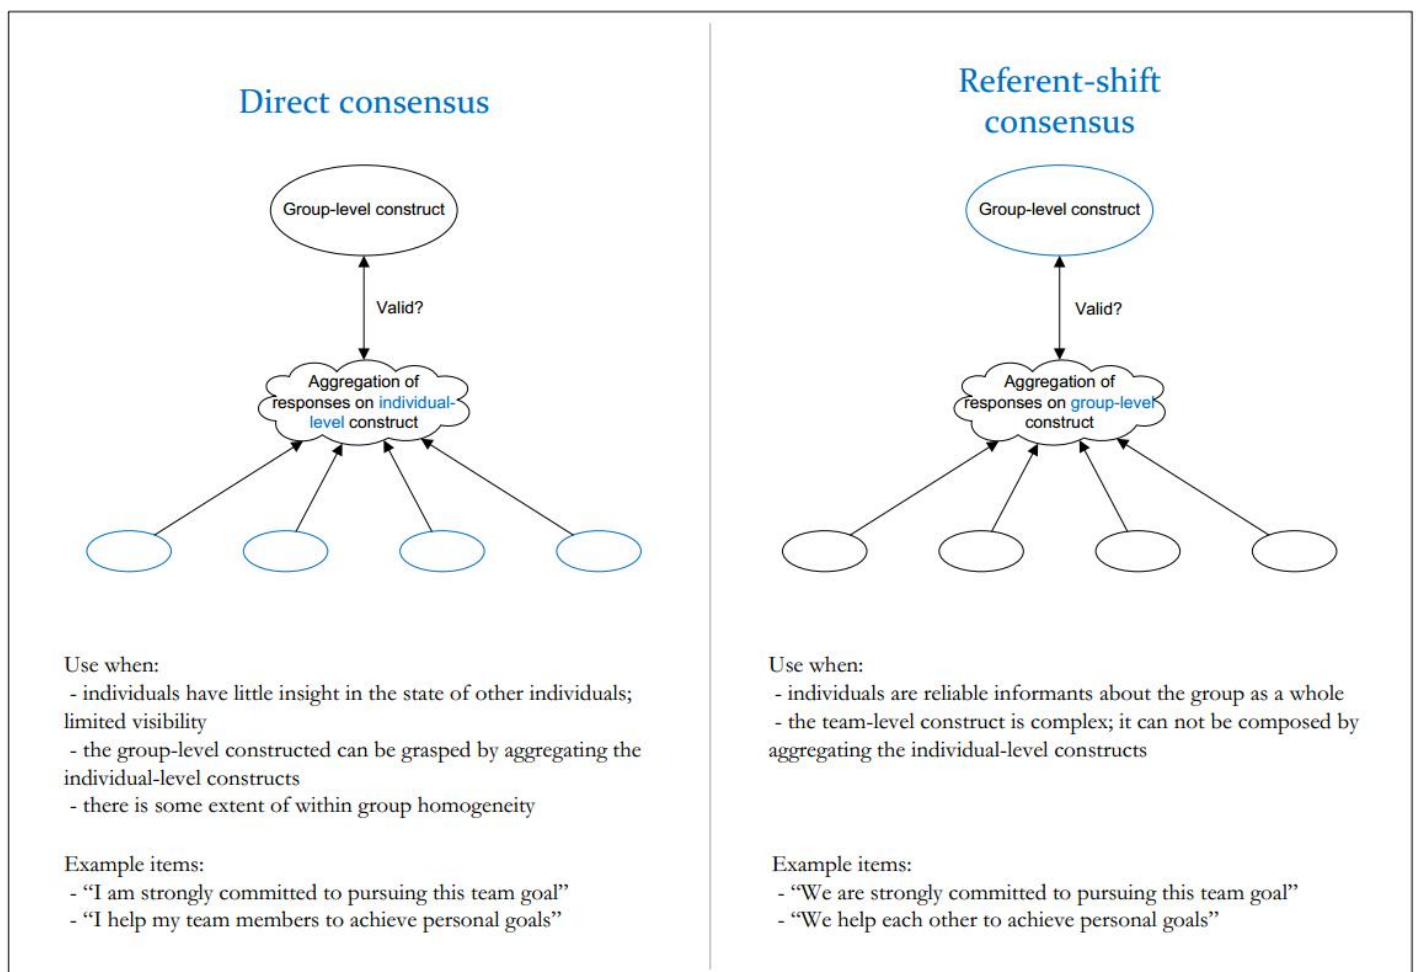 Direct consensus
Group-level construct
Valid?
Aggregation of
responses on individual-
level construct
Use when:
- individuals have little insight in the state of other individuals;
limited visibility
- the group-level constructed can be grasped by aggregating the
individual-level constructs
- there is some extent of within group homogeneity
Example items:
- “I am strongly committed to pursuing this team goal”
- “I help my team members to achieve personal goals”
Referent-shift
consensus
Group-level construct
Valid?
Aggregation of
responses on group-level
construct
Use when:
- individuals are reliable informants about the group as a whole
- the team-level construct is complex; it can not be composed by
aggregating the individual-level constructs
Example items:
- “We are strongly committed to pursuing this team goal”
- “We help each other to achieve personal goals”